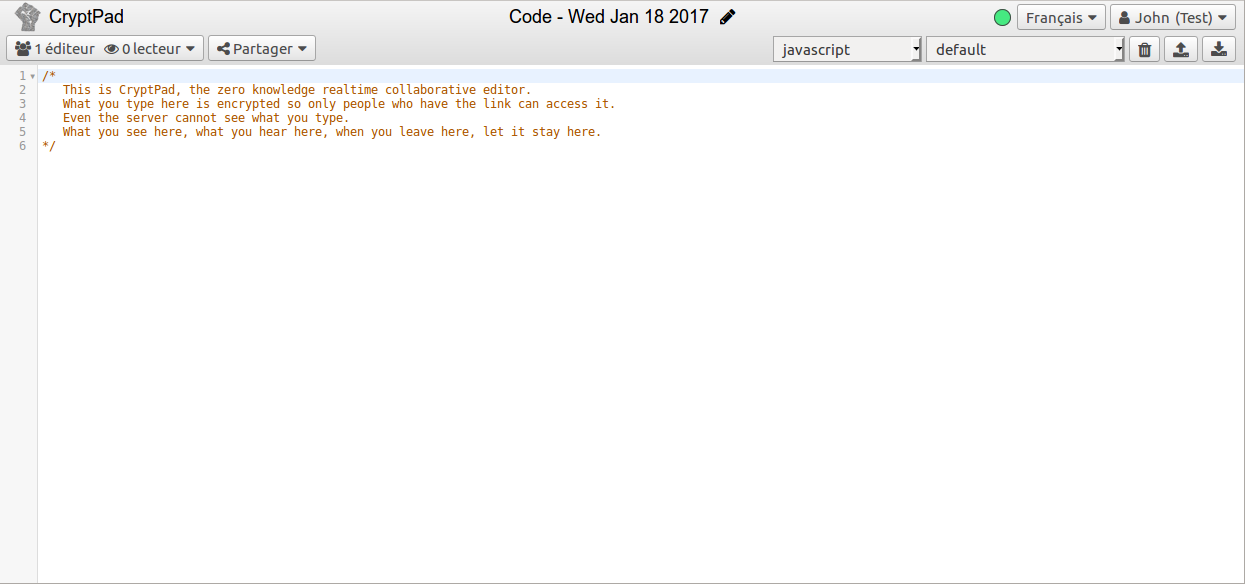 CryptPad
Code - Wed Jan 18 2017
Français
John (Test)
1 éditeur 0 lecteur
Partager
javascript
default
1 /*
2 This is CryptPad, the zero knowledge realtime collaborative editor.
3 What you type here is encrypted so only people who have the link can access it.
4 Even the server cannot see what you type.
5 What you see here, what you hear here, when you leave here, let it stay here.
6 */